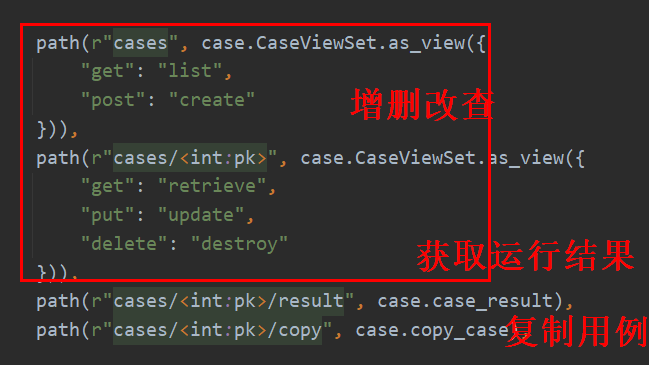 path(r"cases", case.CaseViewSet.as_view({
"get": "list",
"post": "create"
增删改查
})),
path(r"cases/<int:pk>", case.CaseViewSet.as_view({
"get": "retrieve",
"put": "update",
"delete": "destroy"
获取运行结果
})),
path(r"cases/<int:pk>/result", case.case_result),
path(r"cases/<int:pk>/copy", case.copy_case),
复制用例